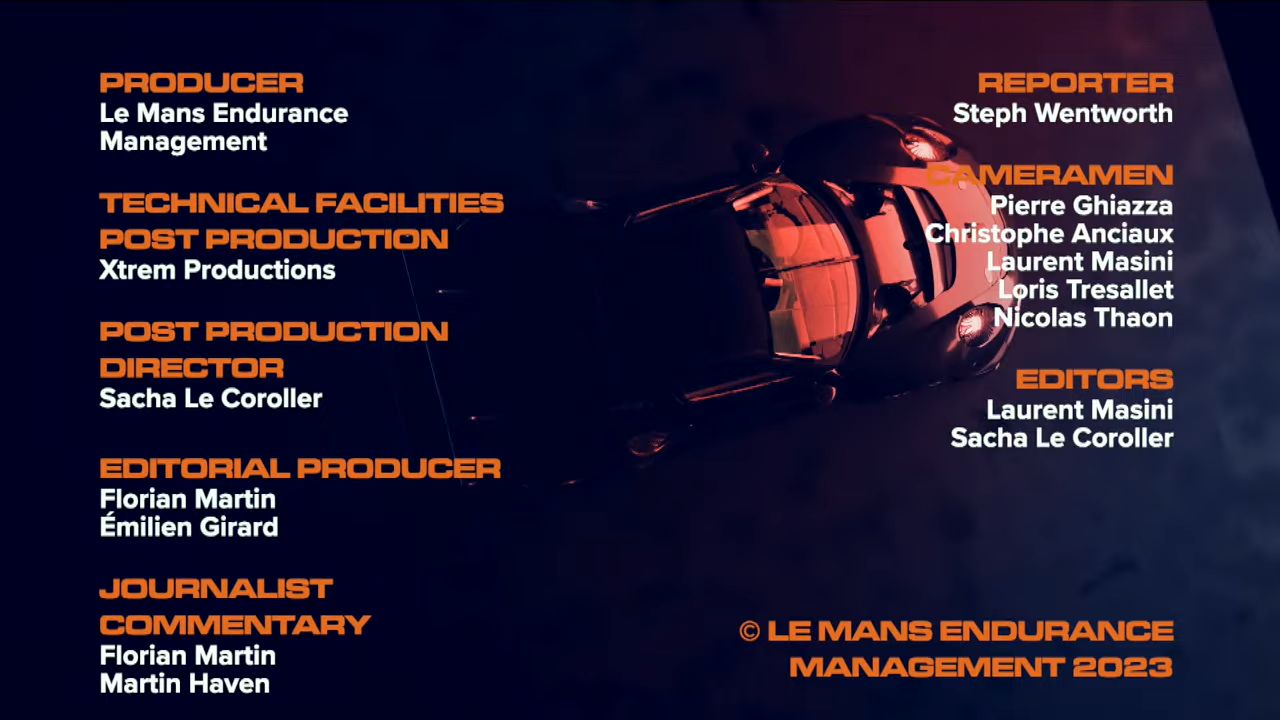 PRODUCER
Le Mans Endurance
Management
TECHNICAL FACILITIES
POST PRODUCTION
Xtrem Productions
POST PRODUCTION
DIRECTOR
Sacha Le Coroller
EDITORIAL PRODUCER
Florian Martin
Émilien Girard
JOURNALIST
COMMENTARY
Florian Martin
Martin Haven
REPORTER
Steph Wentworth
CAMERAMEN
Pierre Ghiazza
Christophe Anciaux
Laurent Masini
Loris Tresallet
Nicolas Thaon
EDITORS
Laurent Masini
Sacha Le Coroller
© LE MANS ENDURANCE
MANAGEMENT 2023